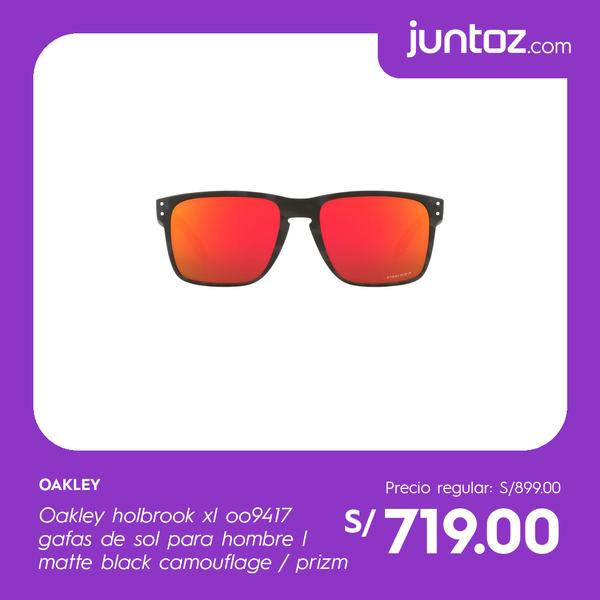 juntoz.com
OAKLEY
Oakley holbrook xl oo9417
gafas de sol para hombre |
matte black camouflage / prizm
Precio regular: S/899.00
S/719.00